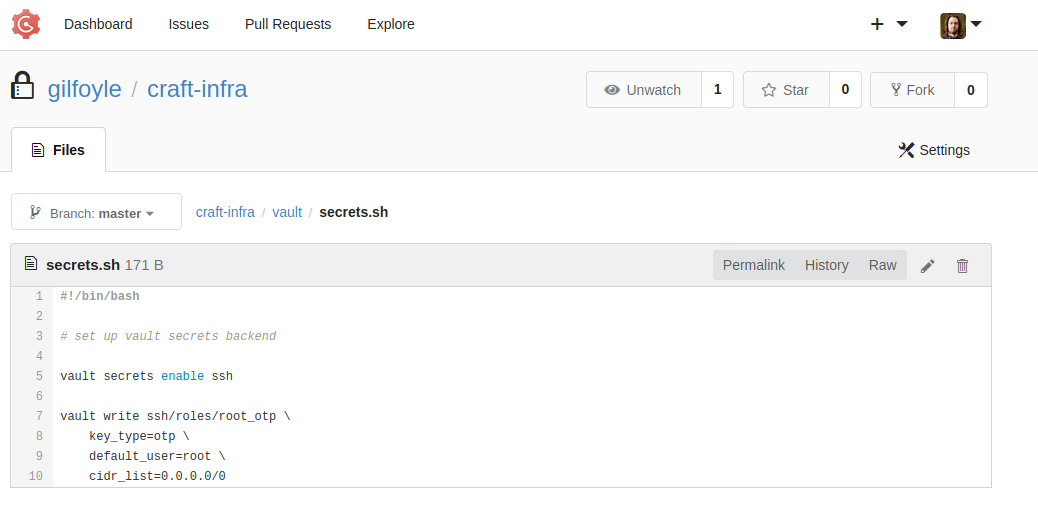 Dashboard Issues Pull Requests Explore +
gilfoyle / craft-infra Unwatch 1 Star 0 Fork 0
Files Settings
Branch: master craft-infra / vault / secrets.sh
secrets.sh 171 B Permalink History Raw
1 #!/bin/bash
2
3 # set up vault secrets backend
4
5 vault secrets enable ssh
6
7 vault write ssh/roles/root_otp \
8     key_type=otp \
9     default_user=root \
10     cidr_list=0.0.0.0/0